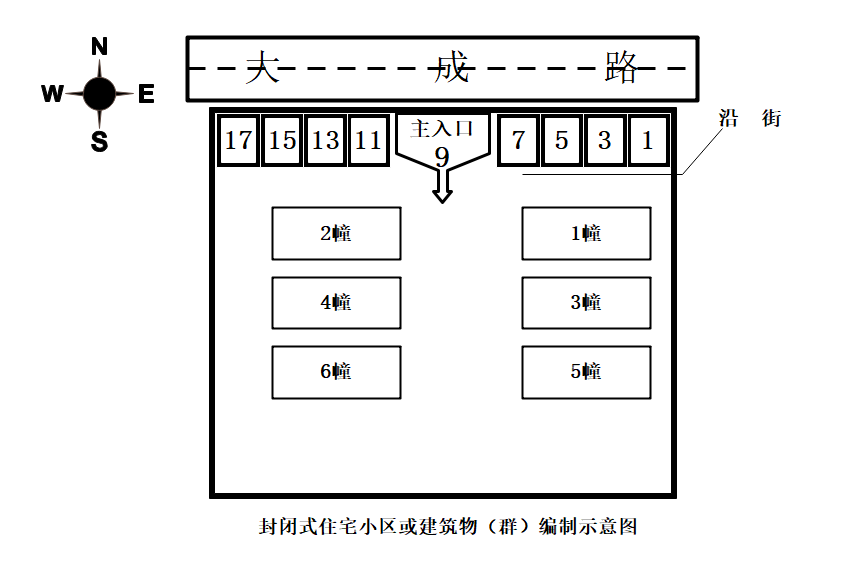 N
W E
S
大 成 路
17 15 13 11 主入口 9 7 5 3 1
沿 街
2幢 1幢
4幢 3幢
6幢 5幢
封闭式住宅小区或建筑物（群）编制示意图